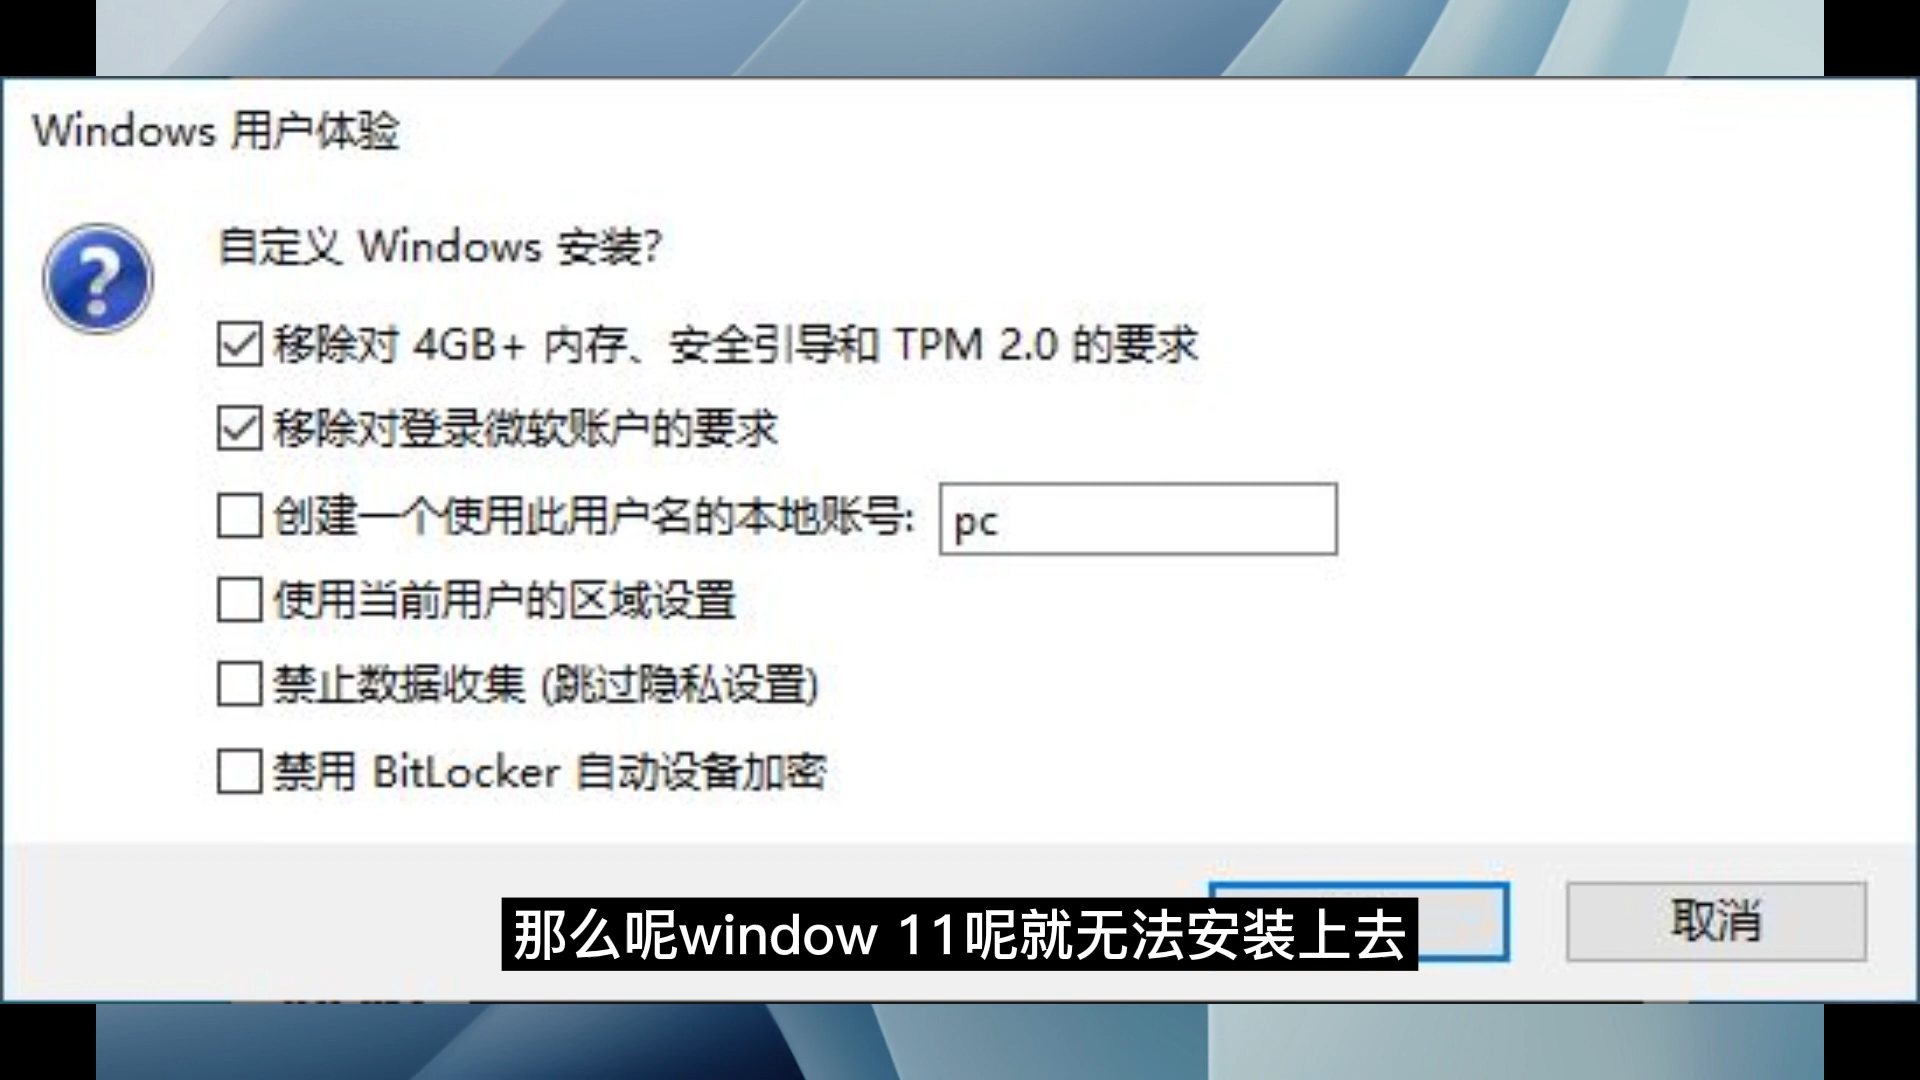 Windows 用户体验
自定义 Windows 安装?
移除对 4GB+ 内存、安全引导和 TPM 2.0 的要求
移除对登录微软账户的要求
创建一个使用此用户名的本地账号: pc
使用当前用户的区域设置
禁止数据收集 (跳过隐私设置)
禁用 BitLocker 自动设备加密
那么呢window 11呢就无法安装上去
取消